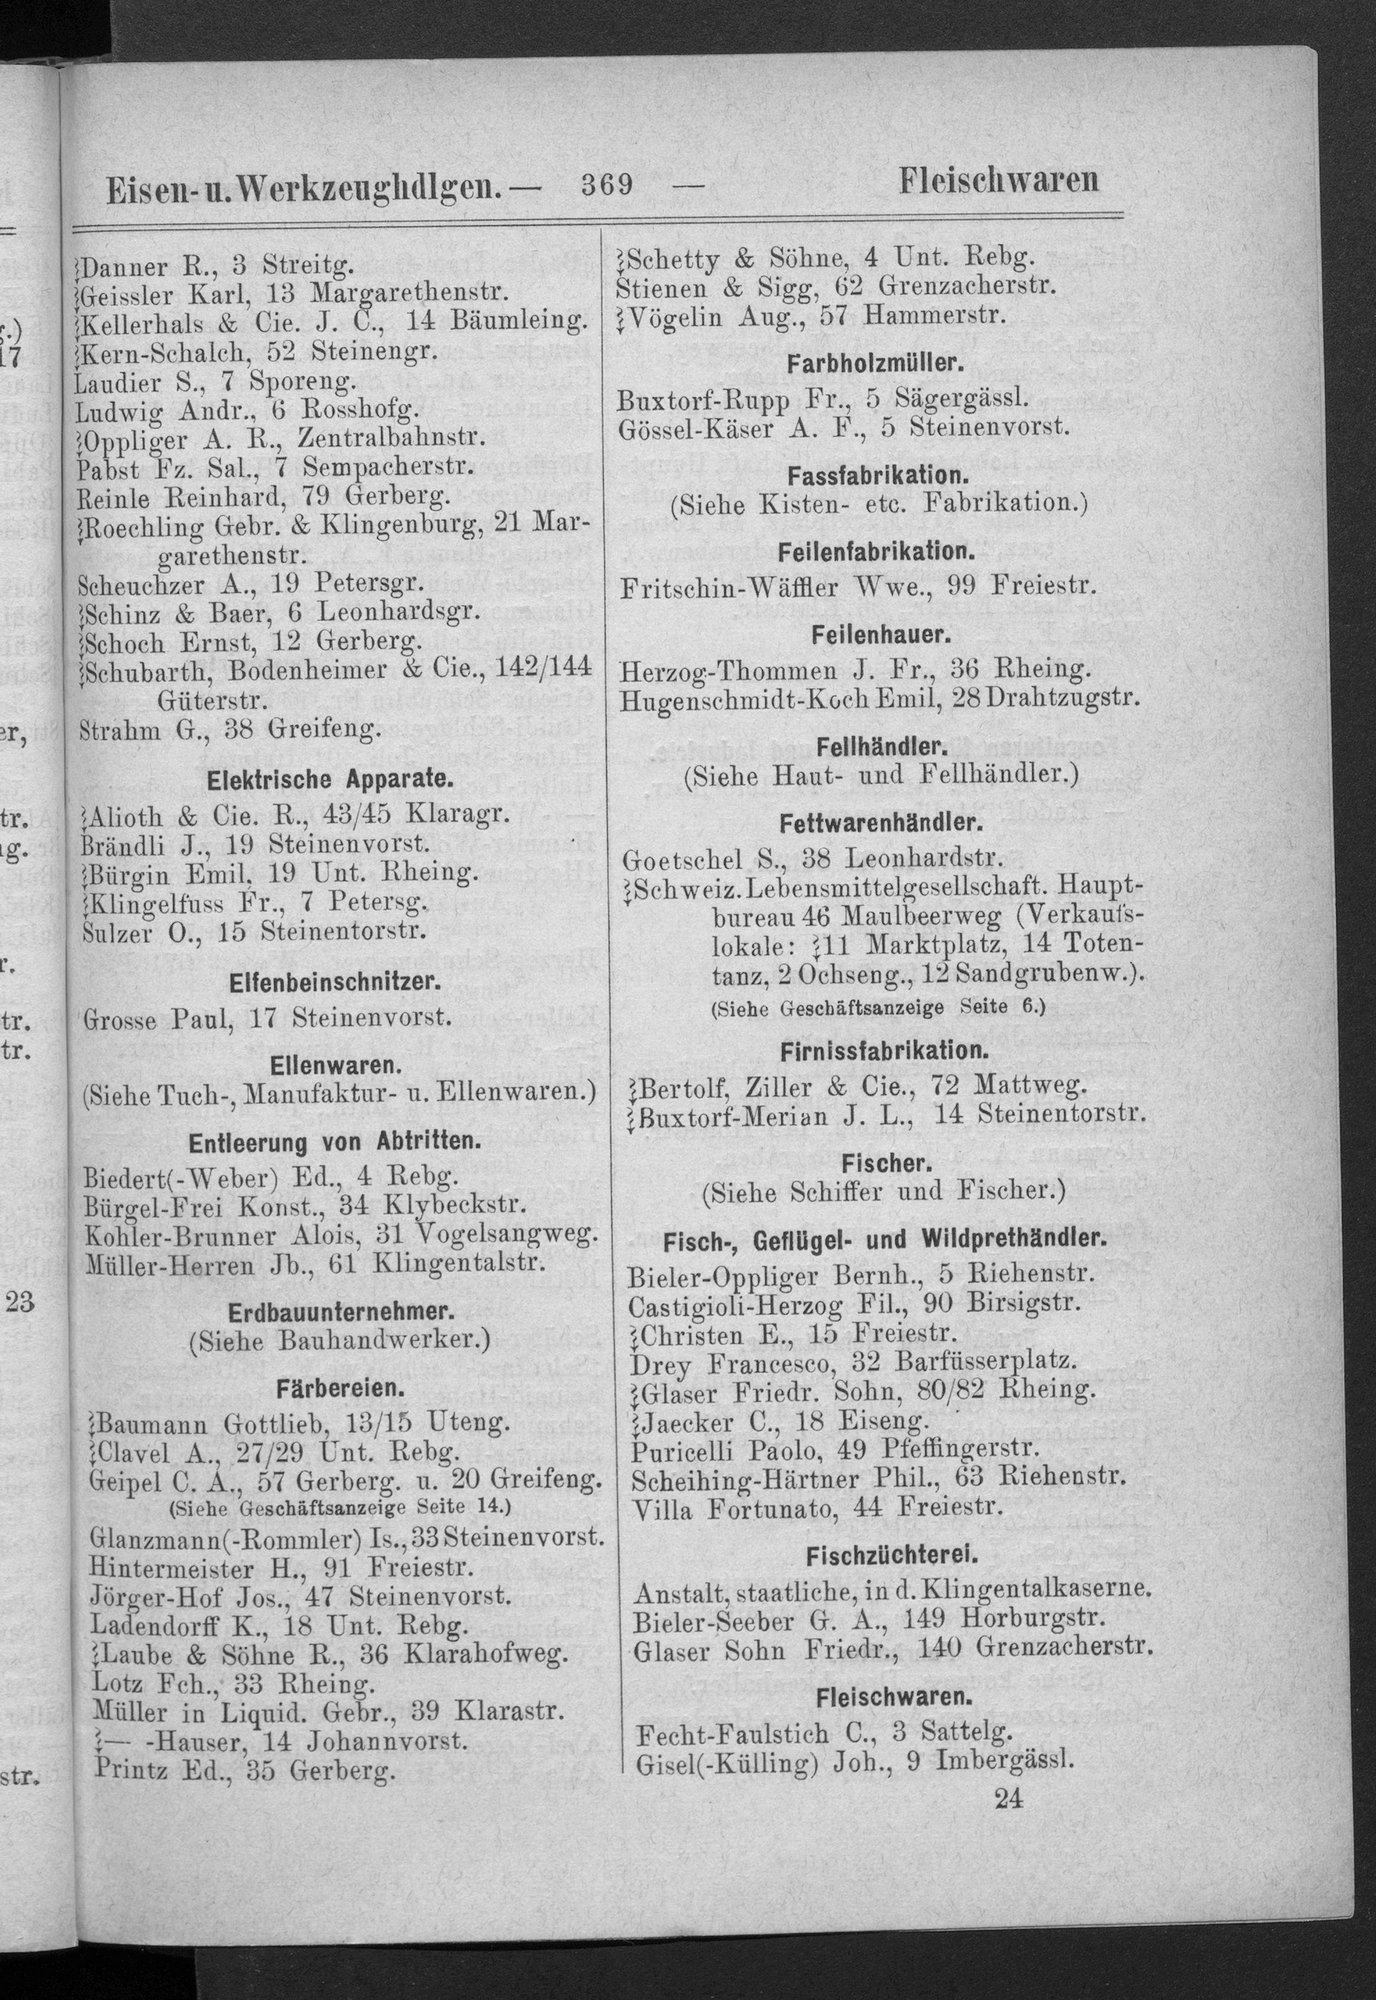 Eisen- u. Werkzeughdlgen. — 369 — Fleischwaren
⚡Danner R., 3 Streitg.
⚡Geissler Karl, 13 Margarethenstr.
⚡Kellerhals & Cie. J. C., 14 Bäumleing.
⚡Kern-Schalch, 52 Steinengr.
Laudier S., 7 Sporeng.
Ludwig Andr., 6 Rosshofg.
⚡Oppliger A. R., Zentralbahnstr.
Pabst Fz. Sal., 7 Sempacherstr.
Reinle Reinhard, 79 Gerberg.
⚡Roechling Gebr. & Klingenburg, 21 Mar-
garethenstr.
Scheuchzer A., 19 Petersgr.
⚡Schinz & Baer, 6 Leonhardsgr.
⚡Schoch Ernst, 12 Gerberg.
⚡Schubarth, Bodenheimer & Cie., 142/144
Güterstr.
Strahm G., 38 Greifeng.
Elektrische Apparate.
⚡Alioth & Cie. R., 43/45 Klaragr.
Brändli J., 19 Steinenvorst.
⚡Bürgin Emil, 19 Unt. Rheing.
⚡Klingelfuss Fr., 7 Petersg.
Sulzer O., 15 Steinentorstr.
Elfenbeinschnitzer.
Grosse Paul, 17 Steinenvorst.
Ellenwaren.
(Siehe Tuch-, Manufaktur- u. Ellenwaren.)
Entleerung von Abtritten.
Biedert(-Weber) Ed., 4 Rebg.
Bürgel-Frei Konst., 34 Klybeckstr.
Kohler-Brunner Alois, 31 Vogelsangweg.
Müller-Herren Jb., 61 Klingentalstr.
Erdbauunternehmer.
(Siehe Bauhandwerker.)
Färbereien.
⚡Baumann Gottlieb, 13/15 Uteng.
⚡Clavel A., 27/29 Unt. Rebg.
Geipel C. A., 57 Gerberg. u. 20 Greifeng.
(Siehe Geschäftsanzeige Seite 14.)
Glanzmann(-Rommler) Is., 33 Steinenvorst.
Hintermeister H., 91 Freiestr.
Jörger-Hof Jos., 47 Steinenvorst.
Ladendorff K., 18 Unt. Rebg.
⚡Laube & Söhne R., 36 Klarahofweg.
Lotz Fch., 33 Rheing.
Müller in Liquid. Gebr., 39 Klarastr.
⚡— -Hauser, 14 Johannvorst.
Printz Ed., 35 Gerberg.
⚡Schetty & Söhne, 4 Unt. Rebg.
Stienen & Sigg, 62 Grenzacherstr.
⚡Vögelin Aug., 57 Hammerstr.
Farbholzmüller.
Buxtorf-Rupp Fr., 5 Sägergässl.
Gössel-Käser A. F., 5 Steinenvorst.
Fassfabrikation.
(Siehe Kisten- etc. Fabrikation.)
Feilenfabrikation.
Fritschin-Wäffler Wwe., 99 Freiestr.
Feilenhauer.
Herzog-Thommen J. Fr., 36 Rheing.
Hugenschmidt-Koch Emil, 28 Drahtzugstr.
Fellhändler.
(Siehe Haut- und Fellhändler.)
Fettwarenhändler.
Goetschel S., 38 Leonhardstr.
⚡Schweiz. Lebensmittelgesellschaft. Haupt-
bureau 46 Maulbeerweg (Verkaufs-
lokale: ⚡11 Marktplatz, 14 Toten-
tanz, 2 Ochseng., 12 Sandgrubenw.).
(Siehe Geschäftsanzeige Seite 6.)
Firnissfabrikation.
⚡Bertolf, Ziller & Cie., 72 Mattweg.
⚡Buxtorf-Merian J. L., 14 Steinentorstr.
Fischer.
(Siehe Schiffer und Fischer.)
Fisch-, Geflügel- und Wildprethändler.
Bieler-Oppliger Bernh., 5 Riehenstr.
Castigioli-Herzog Fil., 90 Birsigstr.
⚡Christen E., 15 Freiestr.
Drey Francesco, 32 Barfüsserplatz.
⚡Glaser Friedr. Sohn, 80/82 Rheing.
⚡Jaecker C., 18 Eiseng.
Puricelli Paolo, 49 Pfeffingerstr.
Scheihing-Härtner Phil., 63 Riehenstr.
Villa Fortunato, 44 Freiestr.
Fischzüchterei.
Anstalt, staatliche, in d. Klingentalkaserne.
Bieler-Seeber G. A., 149 Horburgstr.
Glaser Sohn Friedr., 140 Grenzacherstr.
Fleischwaren.
Fecht-Faulstich C., 3 Sattelg.
Gisel(-Külling) Joh., 9 Imbergässl.
24